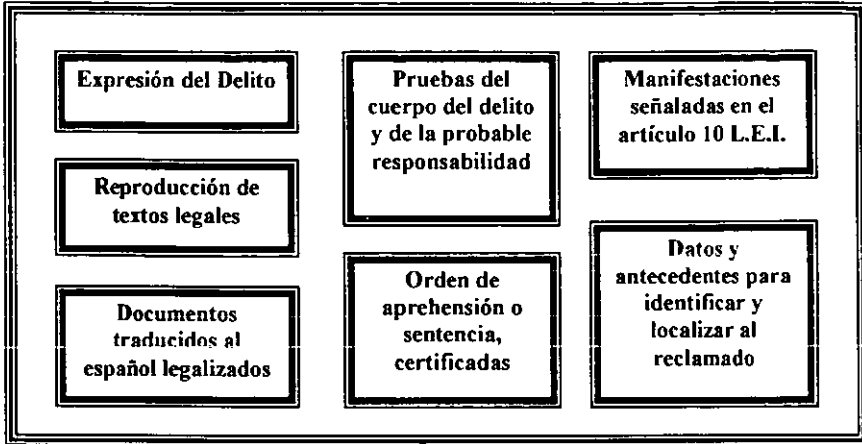 Expresión del Delito
Reproducción de
textos legales
Documentos
traducidos al
español legalizados
Pruebas del
cuerpo del delito
y de la probable
responsabilidad
Orden de
aprehensión o
sentencia,
certificadas
Manifestaciones
señaladas en el
artículo 10 L.E.I.
Datos y
antecedentes para
identificar y
localizar al
reclamado